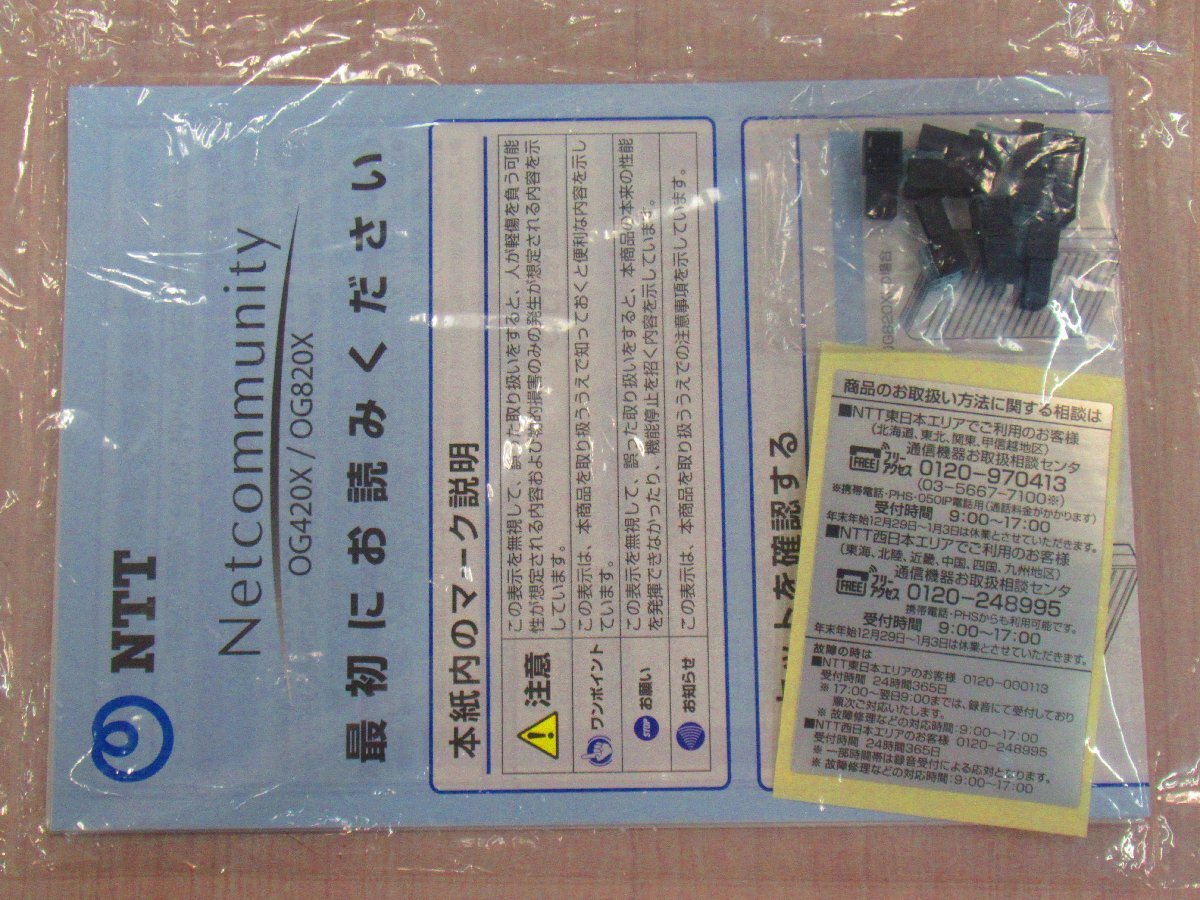 NTT
Netcommunity
OG420X / OG820X
最初にお読みください
本紙内のマーク説明
注意
この表示を無視して、誤った取り扱いをすると、人が軽傷を負う可能
性が想定される内容および物的損害のみの発生が想定される内容を示
しています。
ワンポイント
この表示は、本商品を取り扱ううえで知っておくと便利な内容を示し
ています。
STOP
お願い
この表示を無視して、誤った取り扱いをすると、本商品の本来の性能
を発揮できなかったり、機能停止を招く内容を示しています。
お知らせ
この表示は、本商品を取り扱ううえでの注意事項を示しています。
セットを確認する
OG820Xの場合
商品のお取扱い方法に関する相談は
■NTT東日本エリアでご利用のお客様
(北海道、東北、関東、甲信越地区)
通信機器お取扱相談センタ
FREE フリーアクセス 0120-970413
(03-5667-7100※)
※携帯電話・PHS・050IP電話用(通話料金がかかります)
受付時間 9:00~17:00
年末年始12月29日~1月3日は休業とさせていただきます。
■NTT西日本エリアでご利用のお客様
(東海、北陸、近畿、中国、四国、九州地区)
通信機器お取扱相談センタ
FREE フリーアクセス 0120-248995
携帯電話・PHSからも利用可能です。
受付時間 9:00~17:00
年末年始12月29日~1月3日は休業とさせていただきます。
故障の時は
■NTT東日本エリアのお客様 0120-000113
受付時間 24時間365日
※17:00~翌日9:00までは、録音にて受付しており
順次ご対応いたします。
※故障修理などの対応時間:9:00~17:00
■NTT西日本エリアのお客様 0120-248995
受付時間 24時間365日
※一部時間帯は録音受付による応対となります。
※故障修理などの対応時間:9:00~17:00